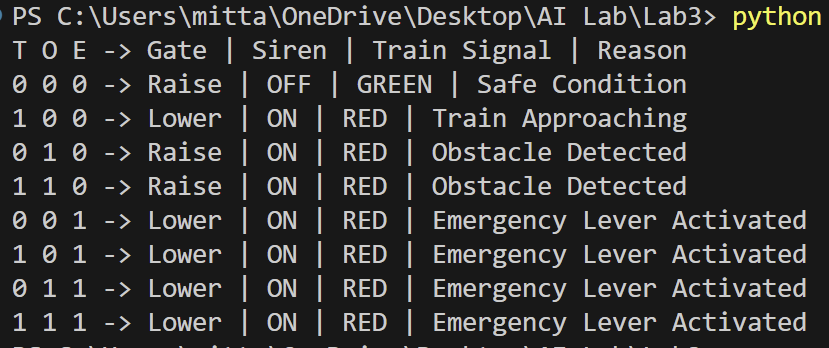 PS C:\Users\mitta\OneDrive\Desktop\AI Lab\Lab3> python
T O E -> Gate | Siren | Train Signal | Reason
0 0 0 -> Raise | OFF | GREEN | Safe Condition
1 0 0 -> Lower | ON | RED | Train Approaching
0 1 0 -> Raise | ON | RED | Obstacle Detected
1 1 0 -> Raise | ON | RED | Obstacle Detected
0 0 1 -> Lower | ON | RED | Emergency Lever Activated
1 0 1 -> Lower | ON | RED | Emergency Lever Activated
0 1 1 -> Lower | ON | RED | Emergency Lever Activated
1 1 1 -> Lower | ON | RED | Emergency Lever Activated